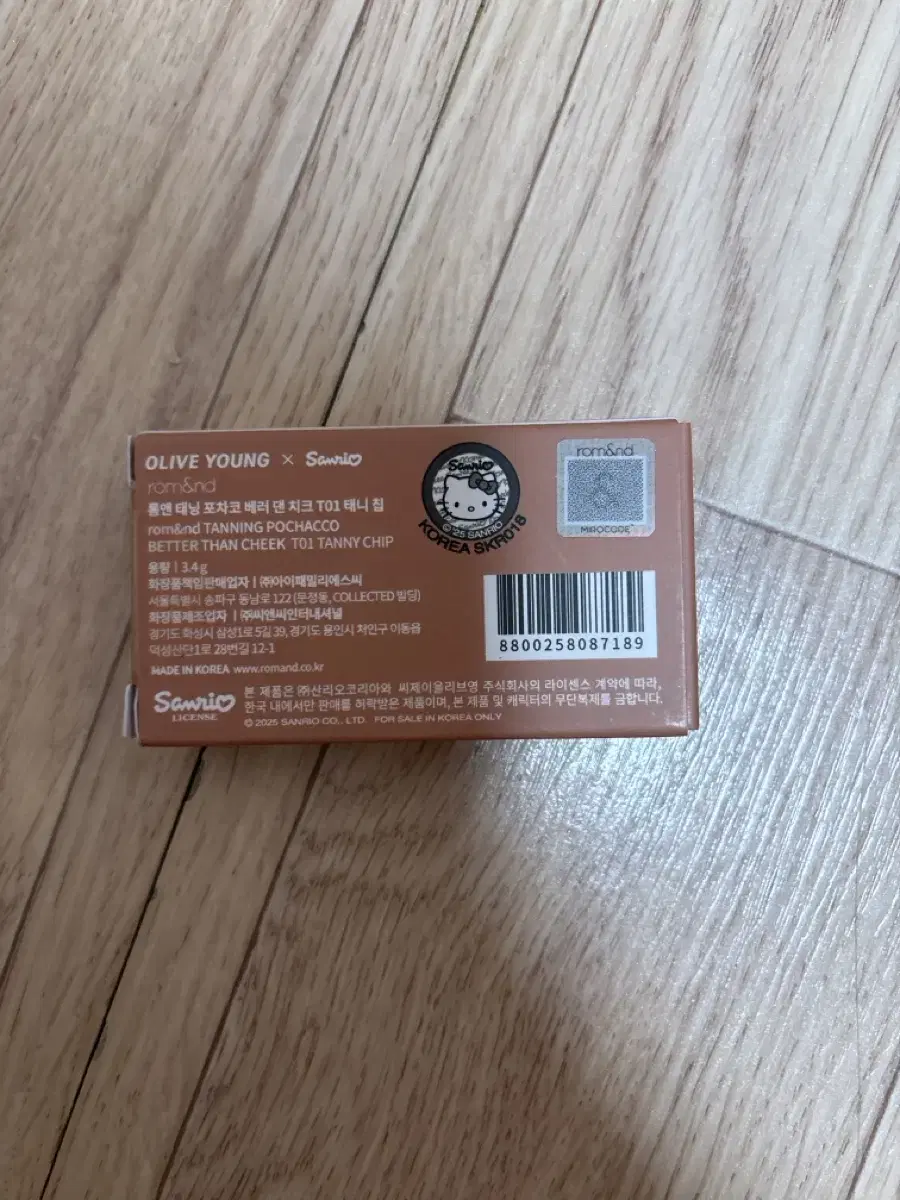 OLIVE YOUNG × Sanrio
rom&nd
롬앤 태닝 포차코 베러 댄 치크 T01 태니 칩
rom&nd TANNING POCHACCO
BETTER THAN CHEEK T01 TANNY CHIP
용량 | 3.4 g
화장품책임판매업자 | ㈜아이패밀리에스씨
서울특별시 송파구 동남로 122 (문정동, COLLECTED 빌딩)
화장품제조업자 | ㈜씨앤씨인터내셔널
경기도 화성시 삼성1로 5길 39, 경기도 용인시 처인구 이동읍
덕성산단1로 28번길 12-1
MADE IN KOREA www.romand.co.kr
Sanrio
LICENSE
본 제품은 ㈜산리오코리아와 씨제이올리브영 주식회사의 라이센스 계약에 따라,
한국 내에서만 판매를 허락받은 제품이며, 본 제품 및 캐릭터의 무단복제를 금합니다.
© 2025 SANRIO CO., LTD. FOR SALE IN KOREA ONLY
Sanrio
©'25 SANRIO
KOREA SKR018
rom&nd
MIROCODE
8800258087189